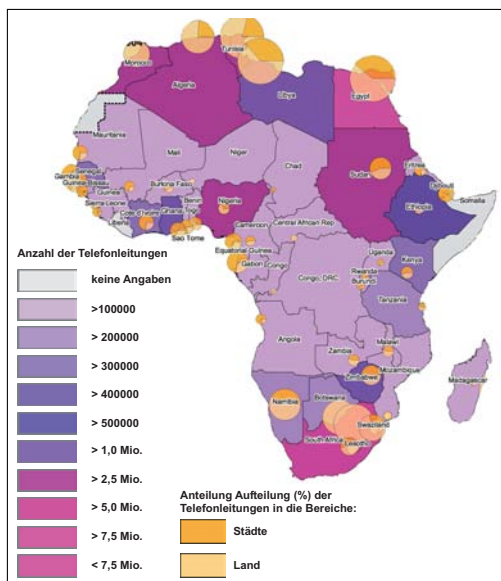 Morocco
Tunisia
Algeria
Libya
Egypt
Mauritania
Mali
Niger
Chad
Sudan
Eritrea
Djibouti
Somalia
Ethiopia
Senegal
Gambia
Guinea Bissau
Guinea
Sierra Leone
Liberia
Burkina Faso
Cote d'Ivoire
Ghana
Togo
Benin
Nigeria
Sao Tome
Cameroon
Central African Rep.
Equatorial Guinea
Gabon
Congo
Congo, DRC
Uganda
Rwanda
Burundi
Kenya
Tanzania
Angola
Zambia
Malawi
Mozambique
Zimbabwe
Madagascar
Namibia
Botswana
Swaziland
South Africa
Lesotho
Anzahl der Telefonleitungen
keine Angaben
>100000
> 200000
> 300000
> 400000
> 500000
> 1,0 Mio.
> 2,5 Mio.
> 5,0 Mio.
> 7,5 Mio.
< 7,5 Mio.
Anteilung Aufteilung (%) der
Telefonleitungen in die Bereiche:
Städte
Land